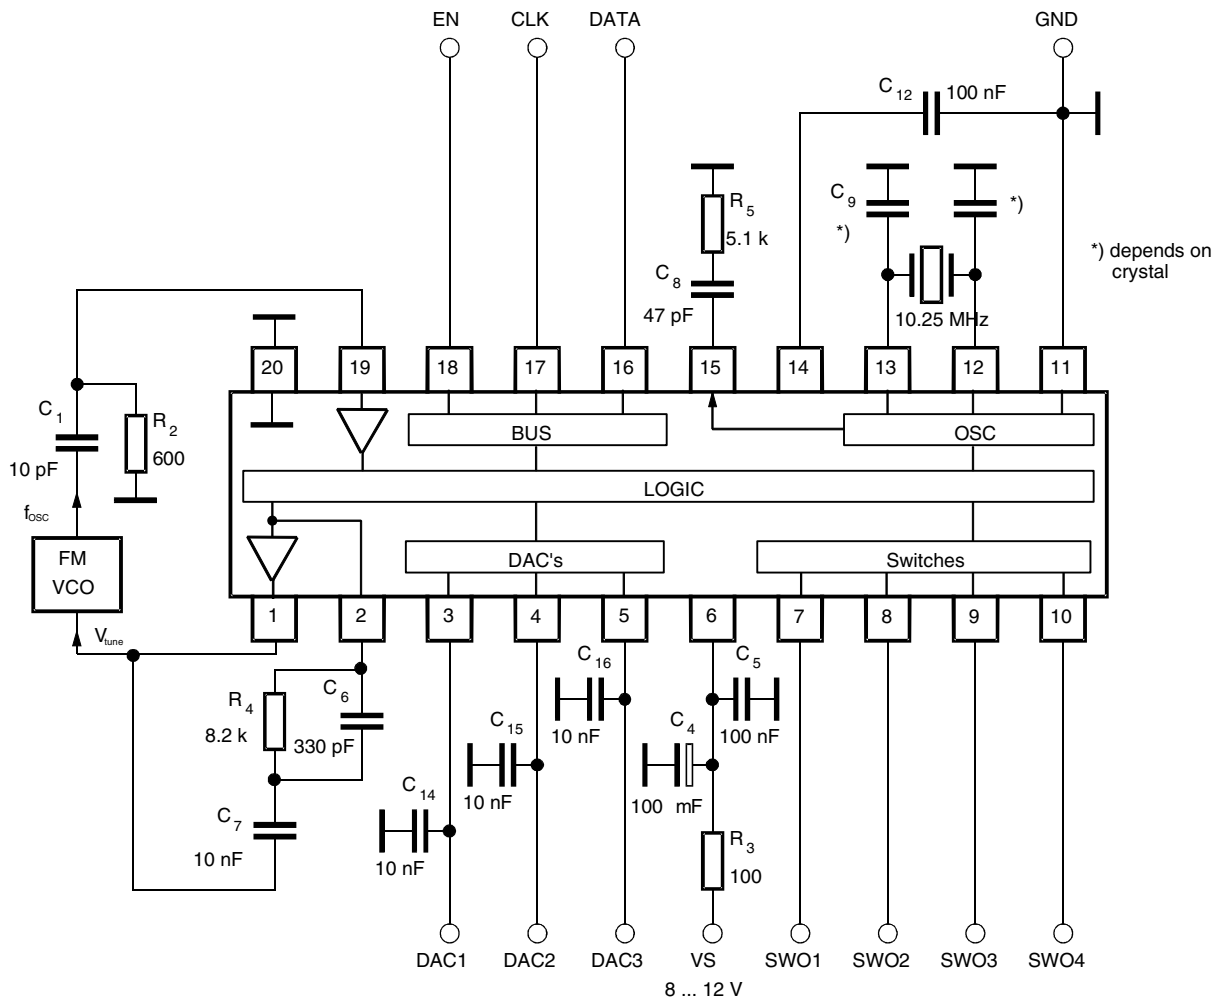 EN CLK DATA GND
C12 100 nF
R5
5.1 k
C8
47 pF
C9
*)
*)
*) depends on
crystal
10.25 MHz
20 19 18 17 16 15 14 13 12 11
C1
10 pF
R2
600
fOSC
FM
VCO
Vtune
BUS
OSC
LOGIC
DAC's
Switches
1 2 3 4 5 6 7 8 9 10
R4
8.2 k
C6
330 pF
C7
10 nF
C14
10 nF
C15
10 nF
C16
10 nF
C4
100 mF
C5
100 nF
R3
100
DAC1 DAC2 DAC3 VS SWO1 SWO2 SWO3 SWO4
8 ... 12 V